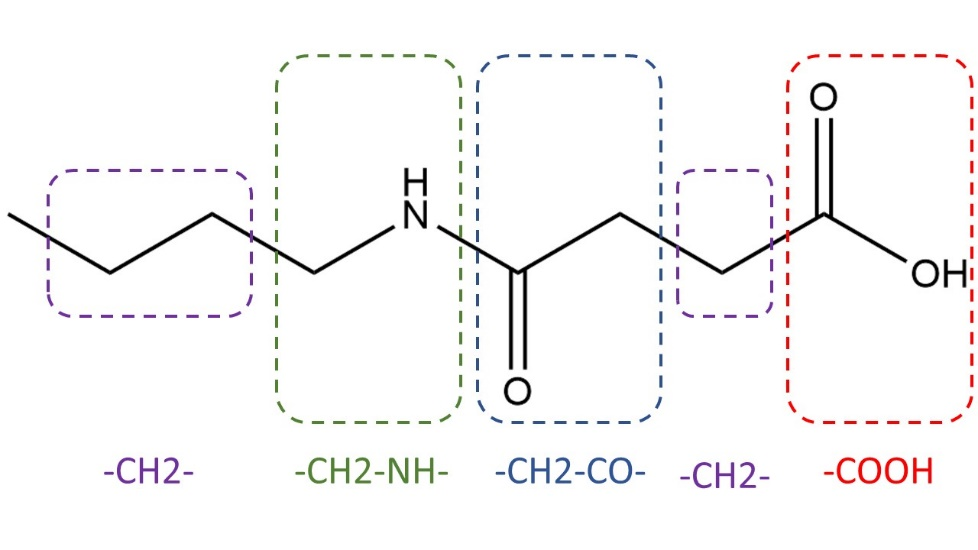 O
H
N
OH
O
-CH2-
-CH2-NH-
-CH2-CO-
-CH2-
-COOH